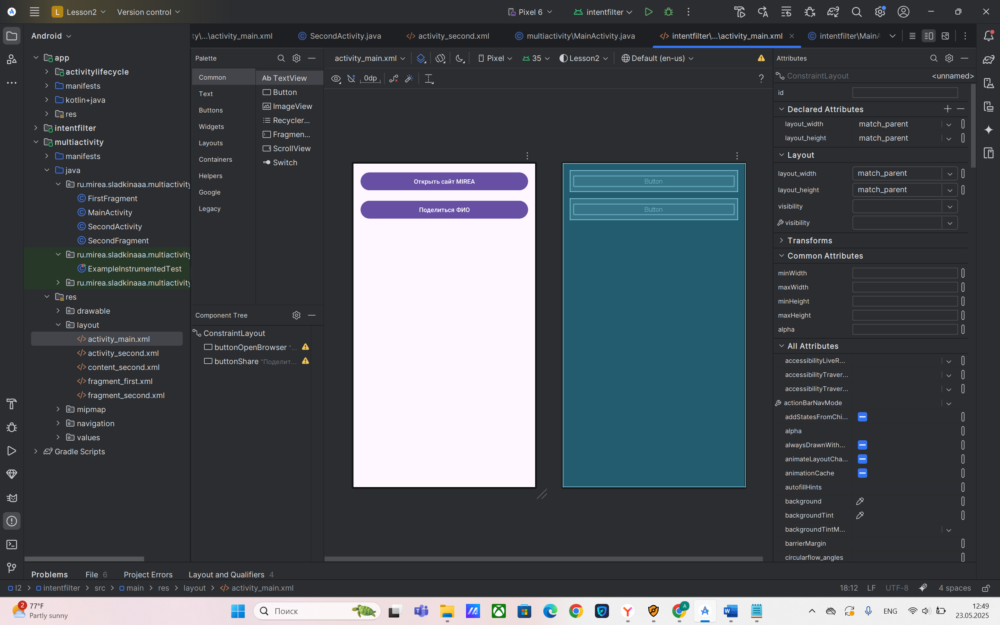 L Lesson2
Version control
Pixel 6
intentfilter
Android
ty\...\activity_main.xml
SecondActivity.java
activity_second.xml
multiactivity\MainActivity.java
intentfilter\...\activity_main.xml
intentfilter\MainA
app
activitylifecycle
manifests
kotlin+java
res
intentfilter
multiactivity
manifests
java
ru.mirea.sladkinaaa.multiactivity
FirstFragment
MainActivity
SecondActivity
SecondFragment
ru.mirea.sladkinaaa.multiactivity
ExampleInstrumentedTest
ru.mirea.sladkinaaa.multiactivity
res
drawable
layout
activity_main.xml
activity_second.xml
content_second.xml
fragment_first.xml
fragment_second.xml
mipmap
navigation
values
Gradle Scripts
Palette
Common
Text
Buttons
Widgets
Layouts
Containers
Helpers
Google
Legacy
Ab TextView
Button
ImageView
Recycler...
Fragmen...
ScrollView
Switch
Component Tree
ConstraintLayout
buttonOpenBrowser "...
buttonShare "Поделит...
activity_main.xml
Pixel
35
Lesson2
Default (en-us)
0dp
?
Открыть сайт MIREA
Поделиться ФИО
Button
Button
Attributes
ConstraintLayout
<unnamed>
id
Declared Attributes
layout_width match_parent
layout_height match_parent
Layout
layout_width match_parent
layout_height match_parent
visibility
visibility
Transforms
Common Attributes
minWidth
maxWidth
minHeight
maxHeight
alpha
All Attributes
accessibilityLiveR...
accessibilityTraver...
accessibilityTraver...
actionBarNavMode
addStatesFromChi...
alpha
alwaysDrawnWith...
animateLayoutCha...
animationCache
autofillHints
background
backgroundTint
backgroundTintM...
barrierMargin
circularflow_angles
Problems
File 6
Project Errors
Layout and Qualifiers 4
l2 > intentfilter > src > main > res > layout > activity_main.xml
18:12
LF
UTF-8
4 spaces
2
77°F
Partly sunny
Поиск
A
ENG
12:49
23.05.2025